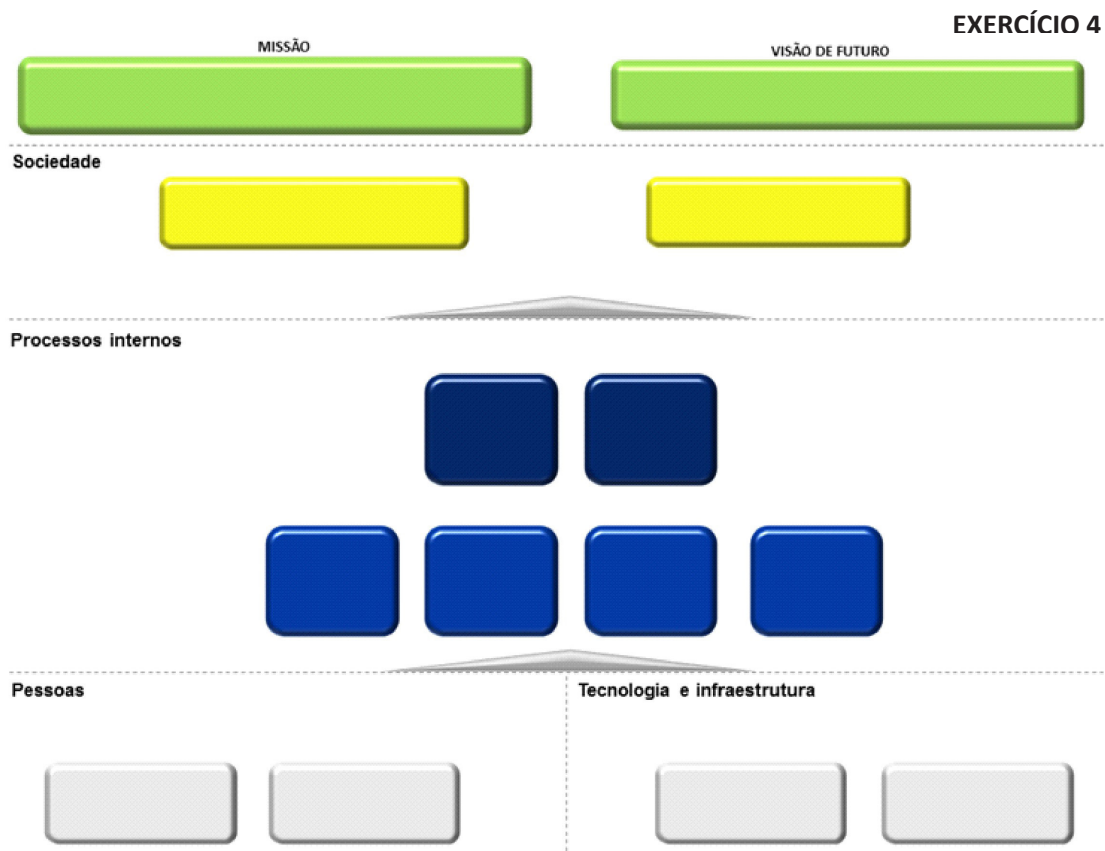 EXERCÍCIO 4
MISSÃO
VISÃO DE FUTURO
Sociedade
Processos internos
Pessoas
Tecnologia e infraestrutura